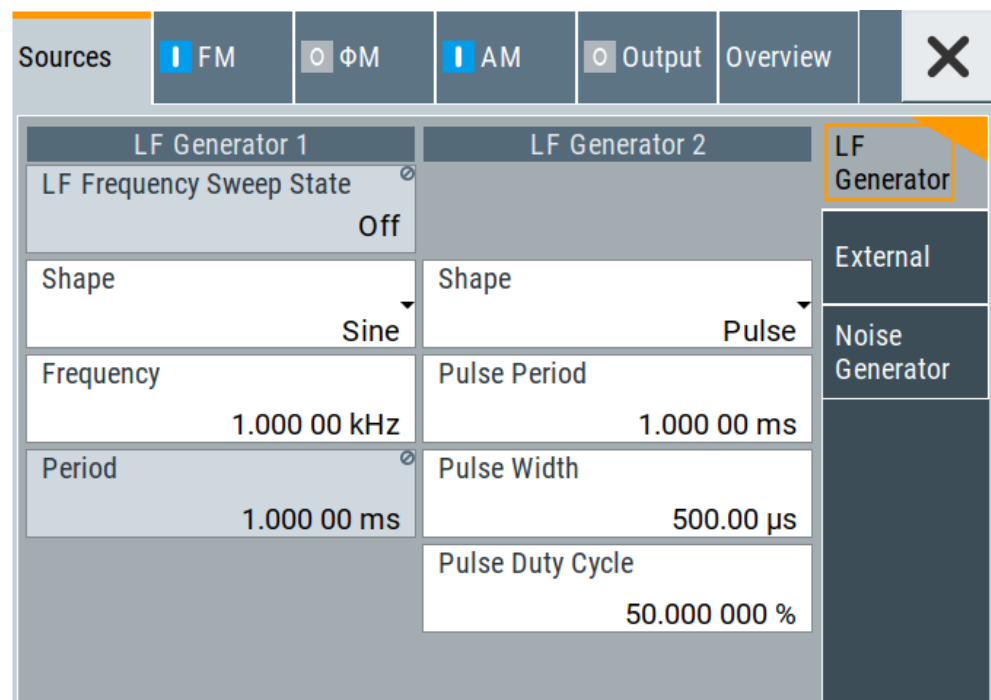 Sources
I FM
O ΦM
I AM
O Output
Overview
LF Generator 1
LF Frequency Sweep State
Off
Shape
Sine
Frequency
1.000 00 kHz
Period
1.000 00 ms
LF Generator 2
Shape
Pulse
Pulse Period
1.000 00 ms
Pulse Width
500.00 µs
Pulse Duty Cycle
50.000 000 %
LF
Generator
External
Noise
Generator